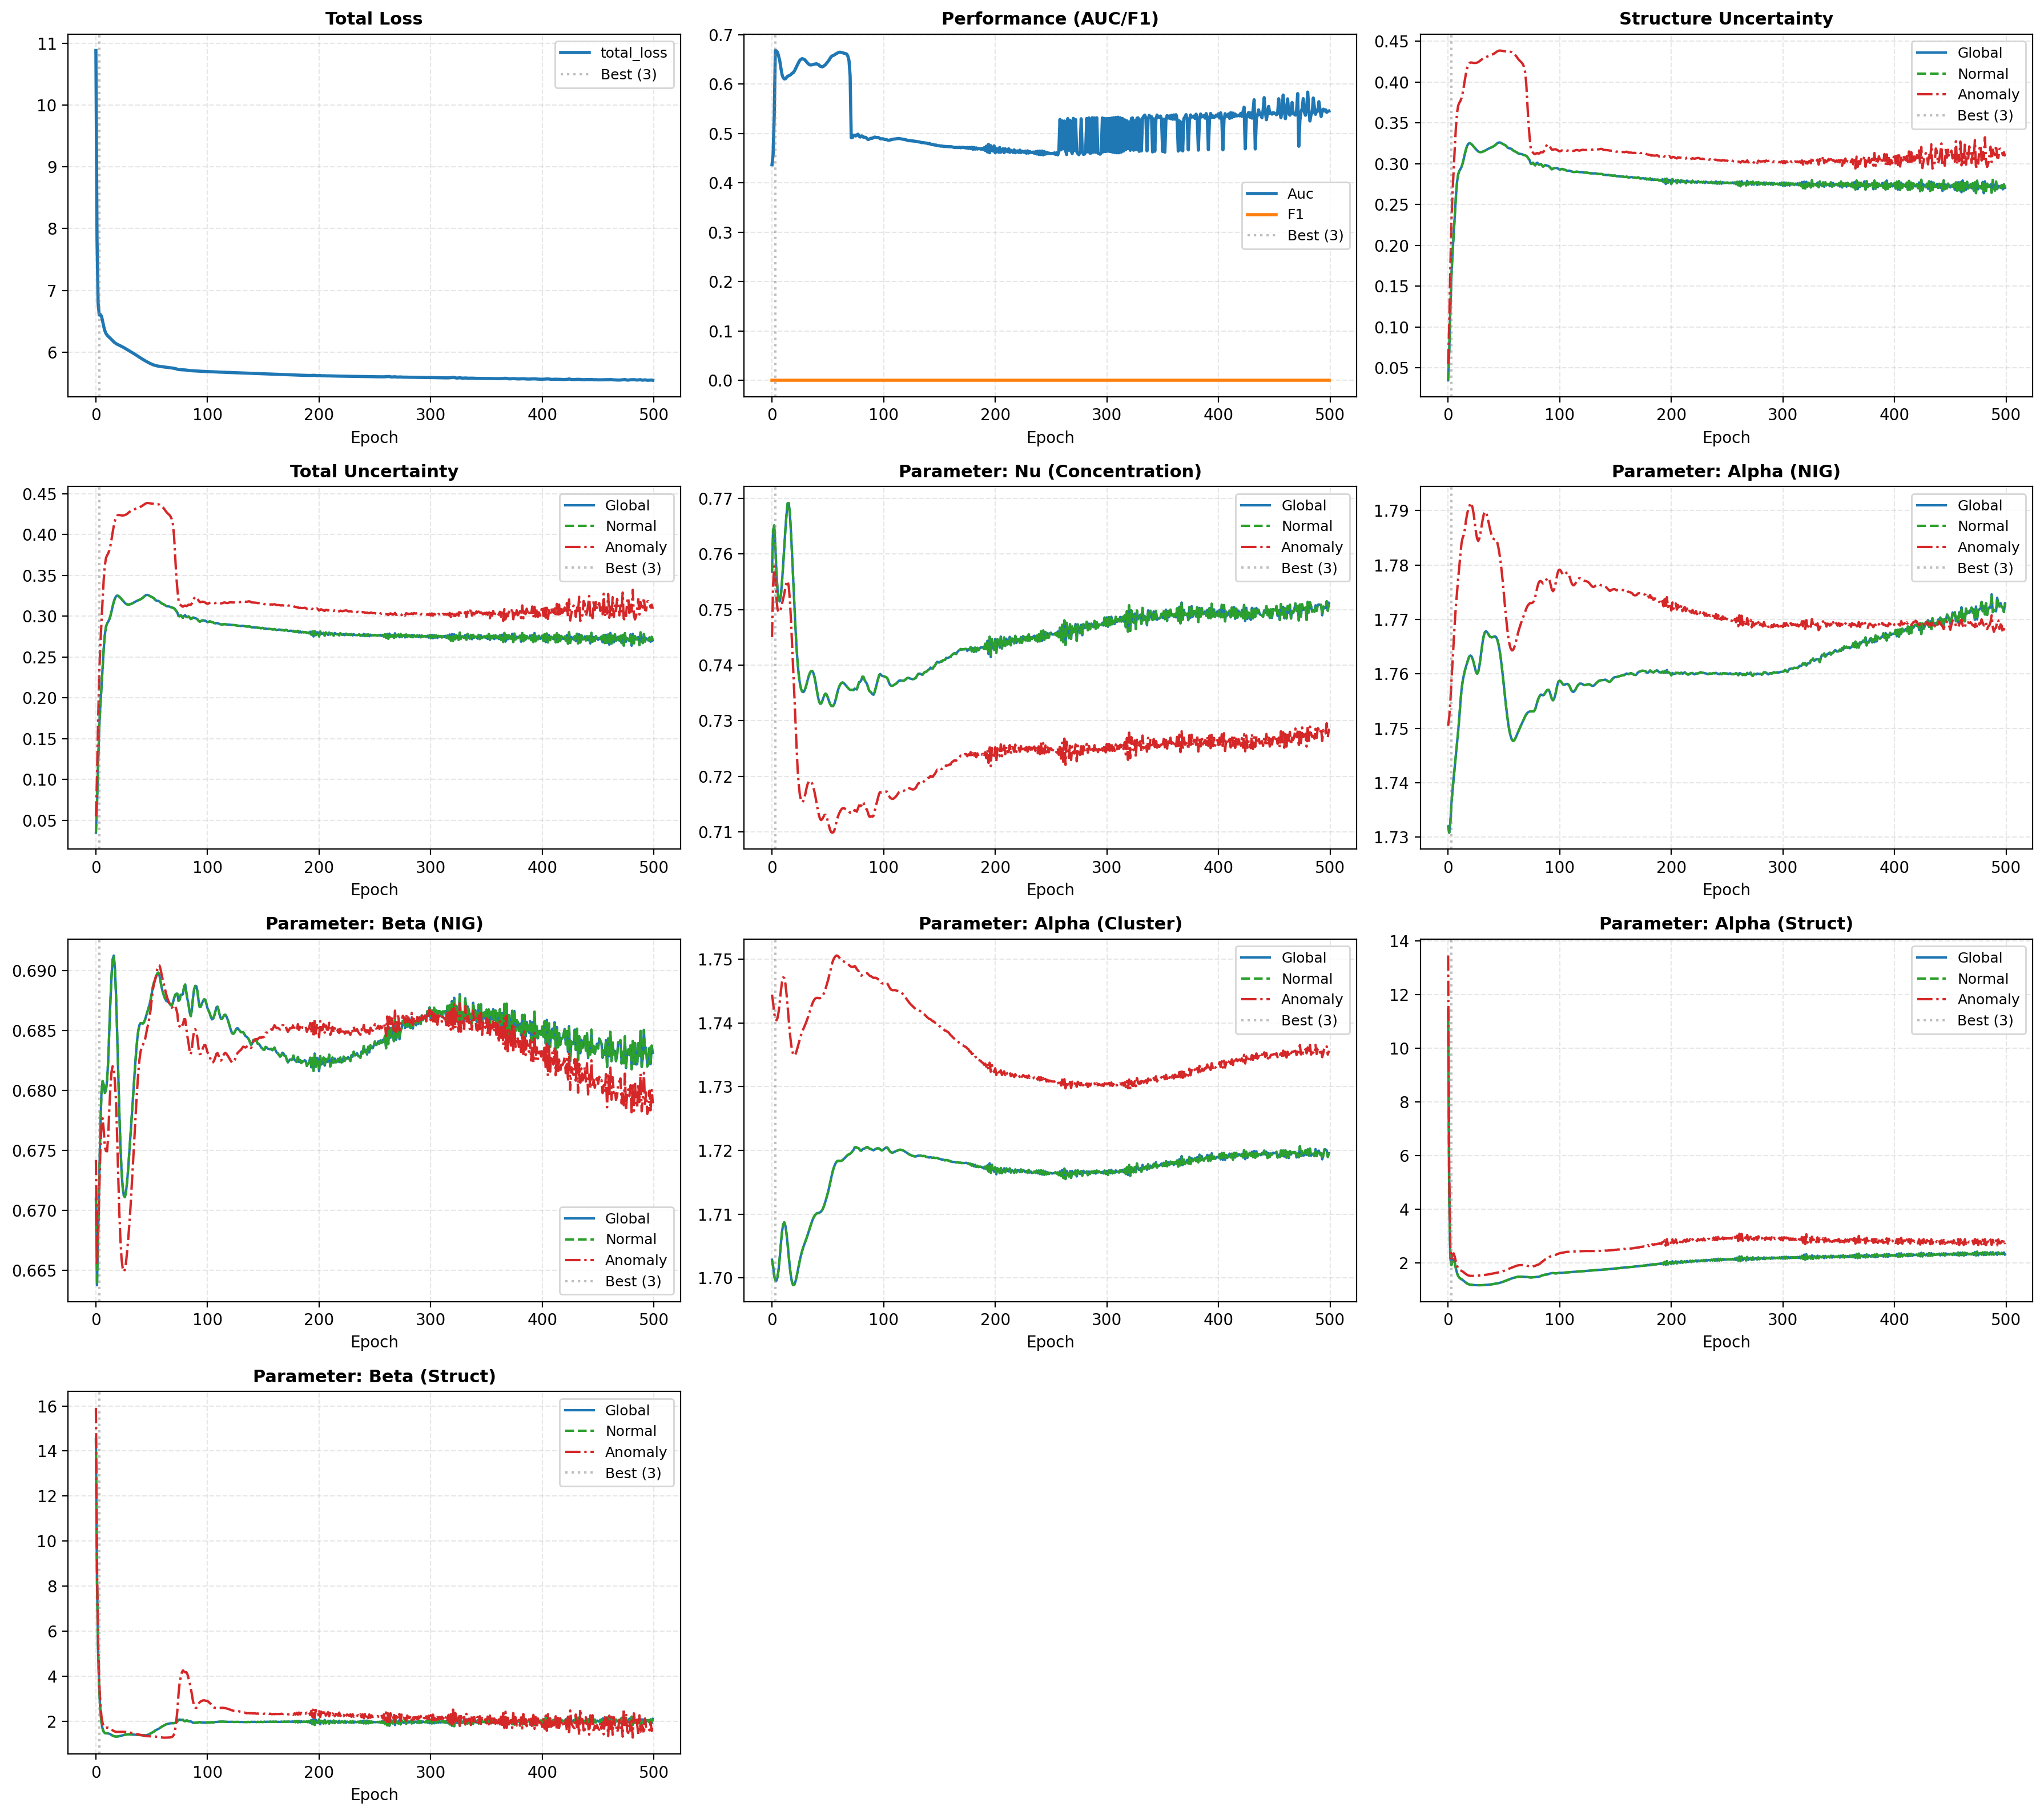 Total Loss
11
10
9
8
7
6
total_loss
Best (3)
0 100 200 300 400 500
Epoch
Performance (AUC/F1)
0.7
0.6
0.5
0.4
0.3
0.2
0.1
0.0
Auc
F1
Best (3)
0 100 200 300 400 500
Epoch
Structure Uncertainty
0.45
0.40
0.35
0.30
0.25
0.20
0.15
0.10
0.05
Global
Normal
Anomaly
Best (3)
0 100 200 300 400 500
Epoch
Total Uncertainty
0.45
0.40
0.35
0.30
0.25
0.20
0.15
0.10
0.05
Global
Normal
Anomaly
Best (3)
0 100 200 300 400 500
Epoch
Parameter: Nu (Concentration)
0.77
0.76
0.75
0.74
0.73
0.72
0.71
Global
Normal
Anomaly
Best (3)
0 100 200 300 400 500
Epoch
Parameter: Alpha (NIG)
1.79
1.78
1.77
1.76
1.75
1.74
1.73
Global
Normal
Anomaly
Best (3)
0 100 200 300 400 500
Epoch
Parameter: Beta (NIG)
0.690
0.685
0.680
0.675
0.670
0.665
Global
Normal
Anomaly
Best (3)
0 100 200 300 400 500
Epoch
Parameter: Alpha (Cluster)
1.75
1.74
1.73
1.72
1.71
1.70
Global
Normal
Anomaly
Best (3)
0 100 200 300 400 500
Epoch
Parameter: Alpha (Struct)
14
12
10
8
6
4
2
Global
Normal
Anomaly
Best (3)
0 100 200 300 400 500
Epoch
Parameter: Beta (Struct)
16
14
12
10
8
6
4
2
Global
Normal
Anomaly
Best (3)
0 100 200 300 400 500
Epoch